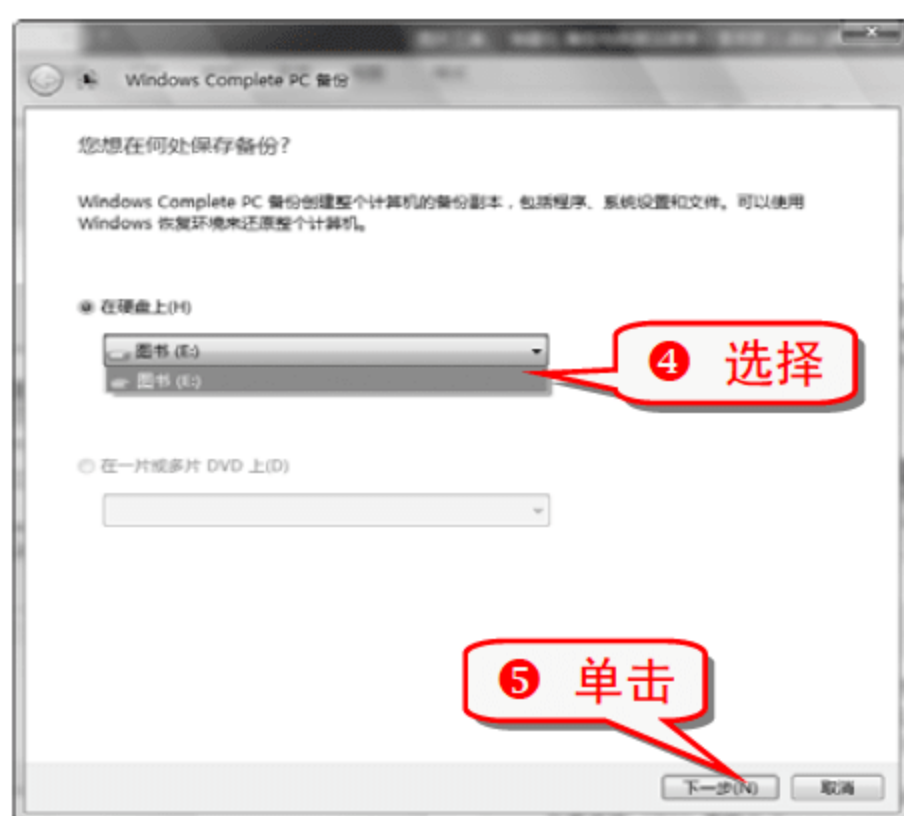 Windows Complete PC 备份
您想在何处保存备份?
Windows Complete PC 备份创建整个计算机的备份副本，包括程序、系统设置和文件。可以使用
Windows 恢复环境来还原整个计算机。
在硬盘上(H)
图书 (E:)
图书 (E:)
❹ 选择
在一片或多片 DVD 上(D)
❺ 单击
下一步(N)
取消